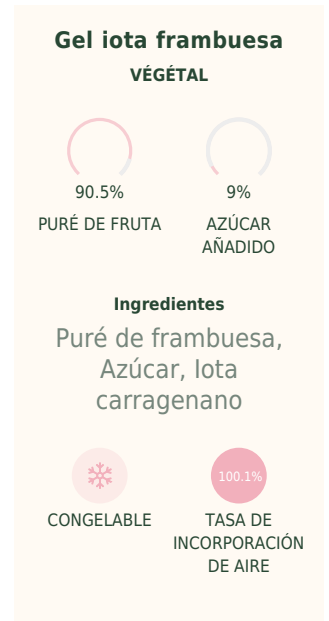 Gel iota frambuesa
VÉGÉTAL
90.5%
PURÉ DE FRUTA
9%
AZÚCAR
AÑADIDO
Ingredientes
Puré de frambuesa,
Azúcar, Iota
carragenano
CONGELABLE
100.1%
TASA DE
INCORPORACIÓN
DE AIRE